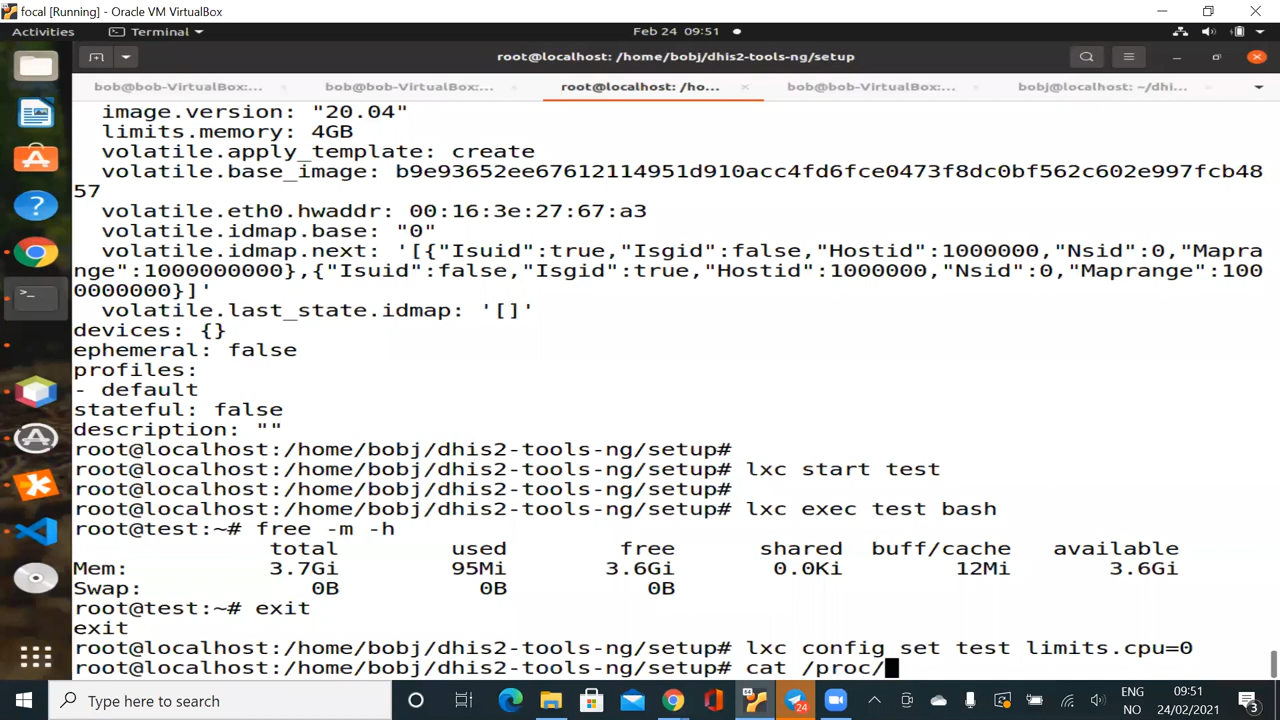 focal [Running] - Oracle VM VirtualBox
Activities Terminal Feb 24 09:51
root@localhost: /home/bobj/dhis2-tools-ng/setup
bob@bob-VirtualBox:... bob@bob-VirtualBox:... root@localhost: /ho... bob@bob-VirtualBox:... bobj@localhost: ~/dhi...
image.version: "20.04"
limits.memory: 4GB
volatile.apply_template: create
volatile.base_image: b9e93652ee67612114951d910acc4fd6fce0473f8dc0bf562c602e997fcb48
57
volatile.eth0.hwaddr: 00:16:3e:27:67:a3
volatile.idmap.base: "0"
volatile.idmap.next: '[{"Isuid":true,"Isgid":false,"Hostid":1000000,"Nsid":0,"Mapra
nge":1000000000},{"Isuid":false,"Isgid":true,"Hostid":1000000,"Nsid":0,"Maprange":100
0000000}]'
volatile.last_state.idmap: '[]'
devices: {}
ephemeral: false
profiles:
- default
stateful: false
description: ""
root@localhost:/home/bobj/dhis2-tools-ng/setup#
root@localhost:/home/bobj/dhis2-tools-ng/setup# lxc start test
root@localhost:/home/bobj/dhis2-tools-ng/setup#
root@localhost:/home/bobj/dhis2-tools-ng/setup# lxc exec test bash
root@test:~# free -m -h
total used free shared buff/cache available
Mem: 3.7Gi 95Mi 3.6Gi 0.0Ki 12Mi 3.6Gi
Swap: 0B 0B 0B
root@test:~# exit
exit
root@localhost:/home/bobj/dhis2-tools-ng/setup# lxc config set test limits.cpu=0
root@localhost:/home/bobj/dhis2-tools-ng/setup# cat /proc/
Type here to search
24
ENG
NO
09:51
24/02/2021
3